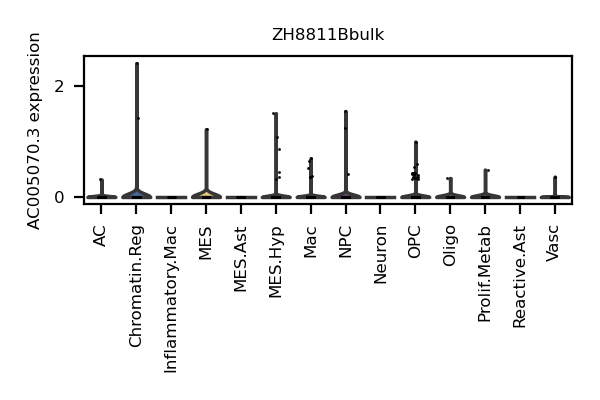 ZH8811Bbulk
AC005070.3 expression
2
0
AC
Chromatin.Reg
Inflammatory.Mac
MES
MES.Ast
MES.Hyp
Mac
NPC
Neuron
OPC
Oligo
Prolif.Metab
Reactive.Ast
Vasc